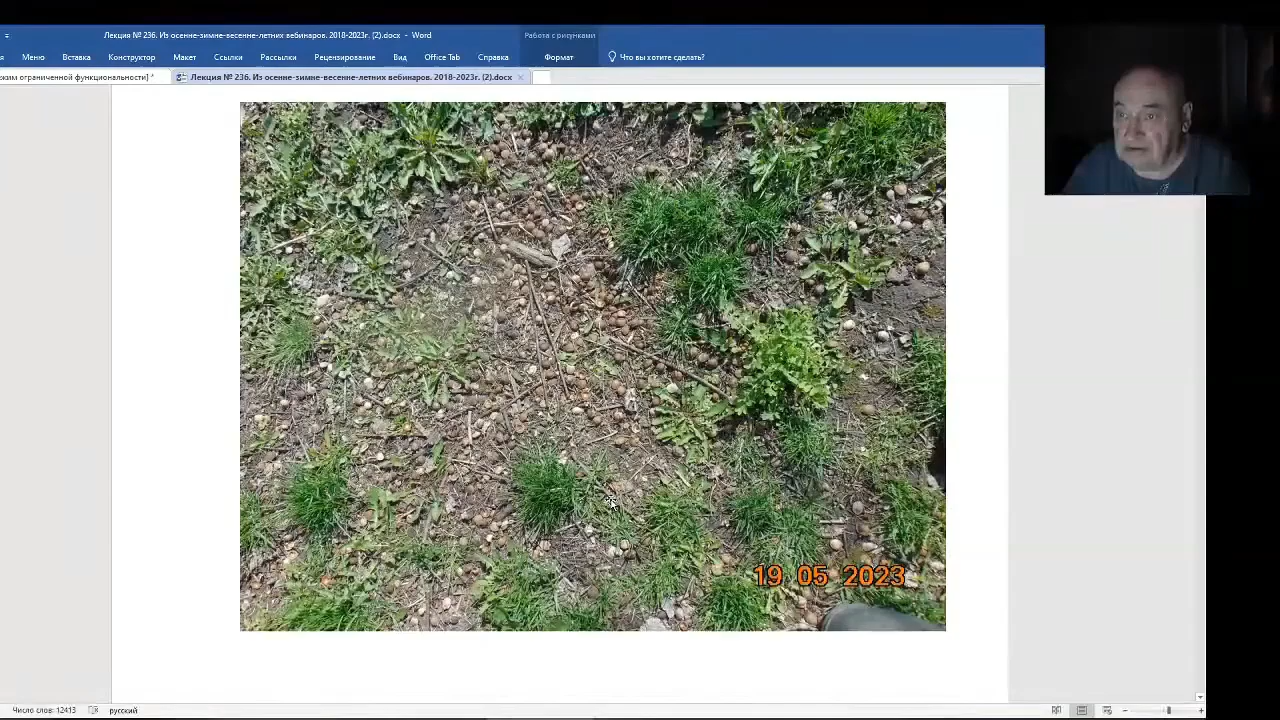 Лекция № 236. Из осенне-зимне-весенне-летних вебинаров. 2018-2023г. (2).docx - Word
Работа с рисунками
Меню Вставка Конструктор Макет Ссылки Рассылки Рецензирование Вид Office Tab Справка Формат Что вы хотите сделать?
ограниченной функциональности] * Лекция № 236. Из осенне-зимне-весенне-летних вебинаров. 2018-2023г. (2).docx
19 05 2023
Число слов: 12413 русский